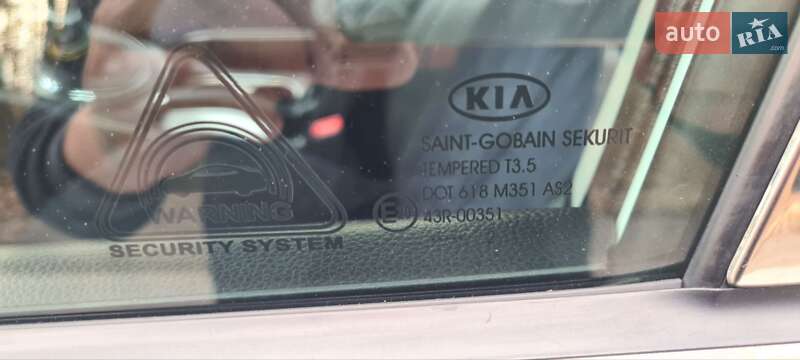 auto RIA
KIA
SAINT-GOBAIN SEKURIT
TEMPERED T3.5
DOT 618 M351 AS2
43R-00351
WARNING
SECURITY SYSTEM